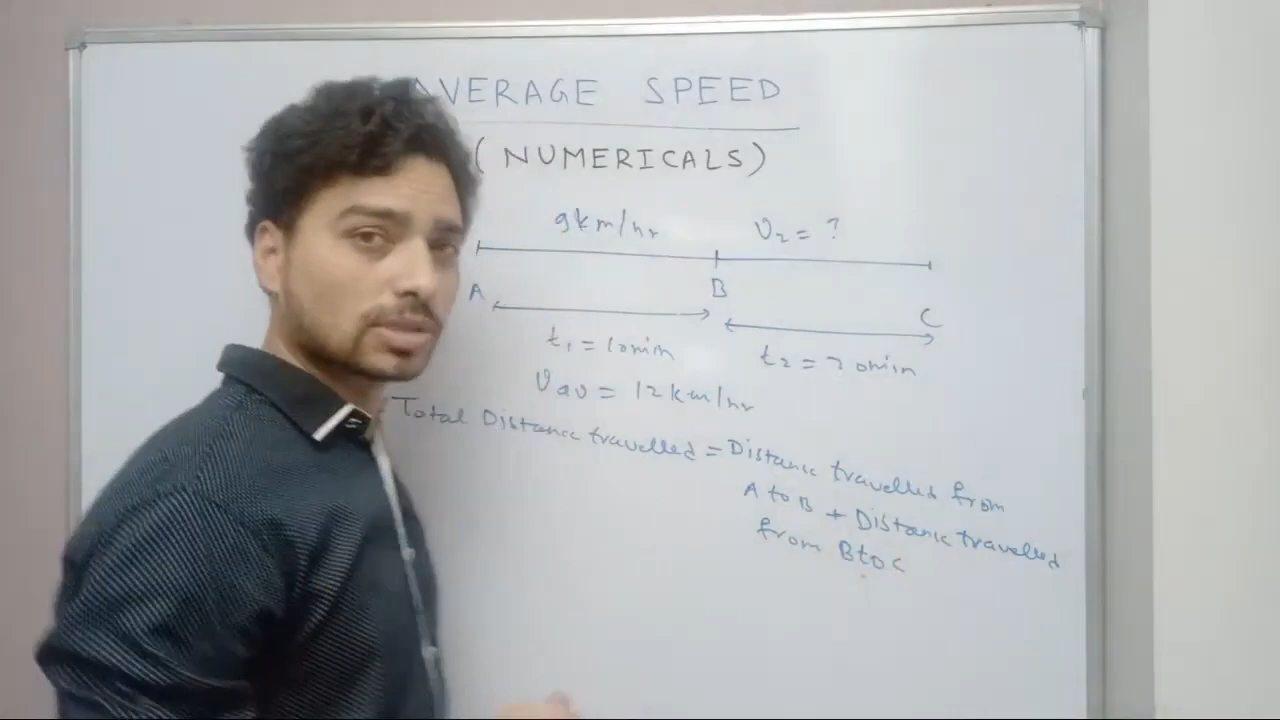 AVERAGE SPEED
(NUMERICALS)
9km/hr V₂ = ?
A B C
t₁ = 10min t₂ = 20min
Vav = 12km/hr
Total Distance travelled = Distance travelled from
A to B + Distance travelled
from B to C